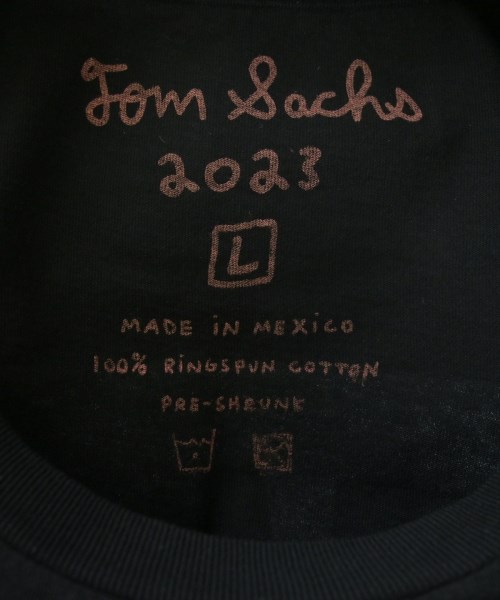 Tom Sachs
2023
L
MADE iN MEXiCO
100% RiNGSPUN COTTON
PRE-SHRUNK